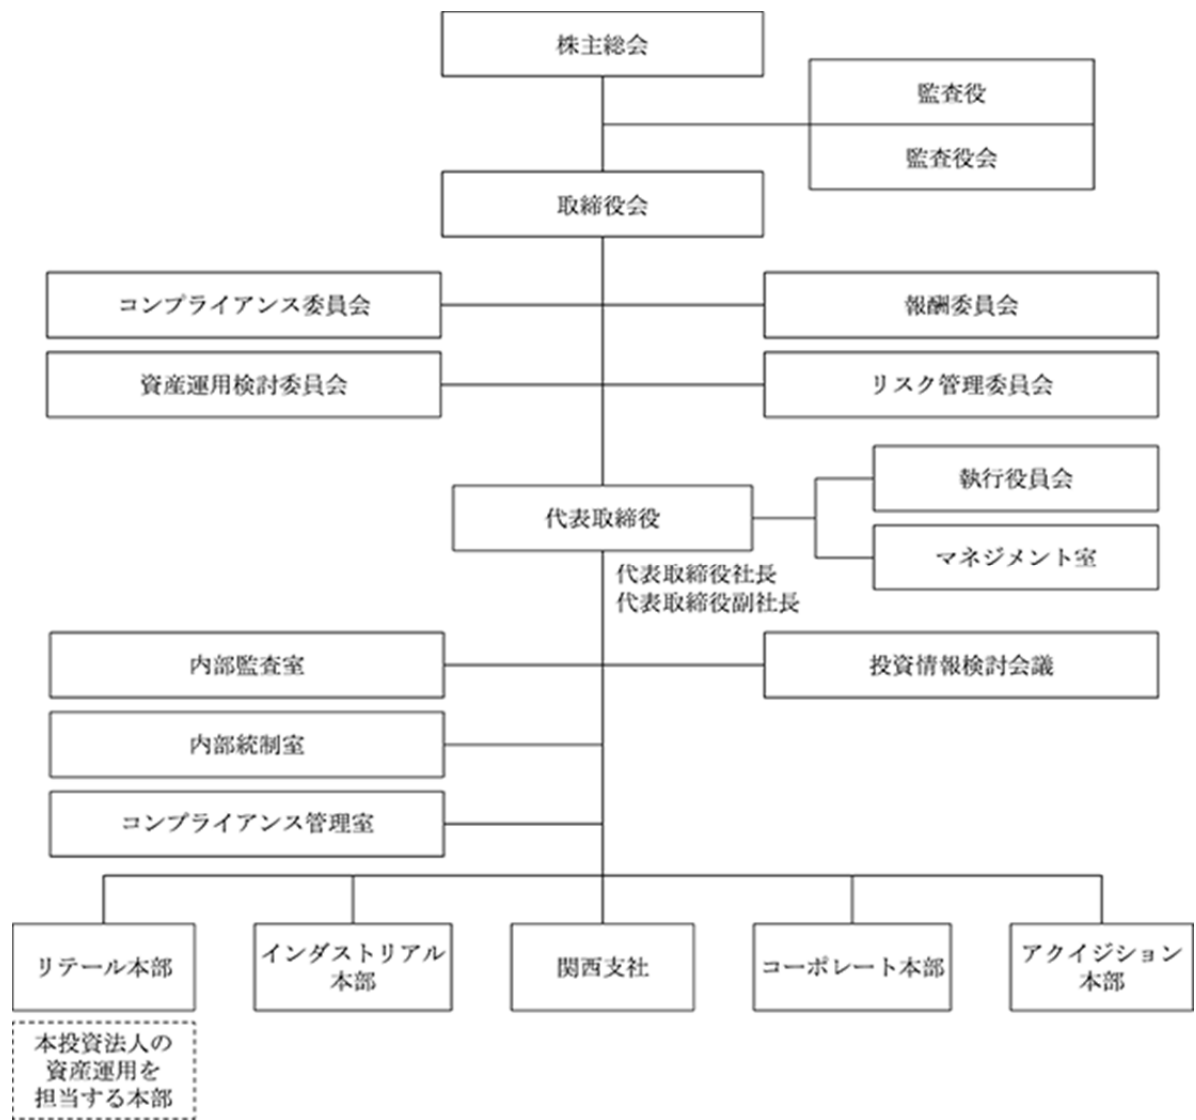 株主総会
監査役
監査役会
取締役会
コンプライアンス委員会
報酬委員会
資産運用検討委員会
リスク管理委員会
執行役員会
代表取締役
マネジメント室
代表取締役社長
代表取締役副社長
内部監査室
投資情報検討会議
内部統制室
コンプライアンス管理室
リテール本部
インダストリアル
本部
関西支社
コーポレート本部
アクイジション
本部
本投資法人の
資産運用を
担当する本部